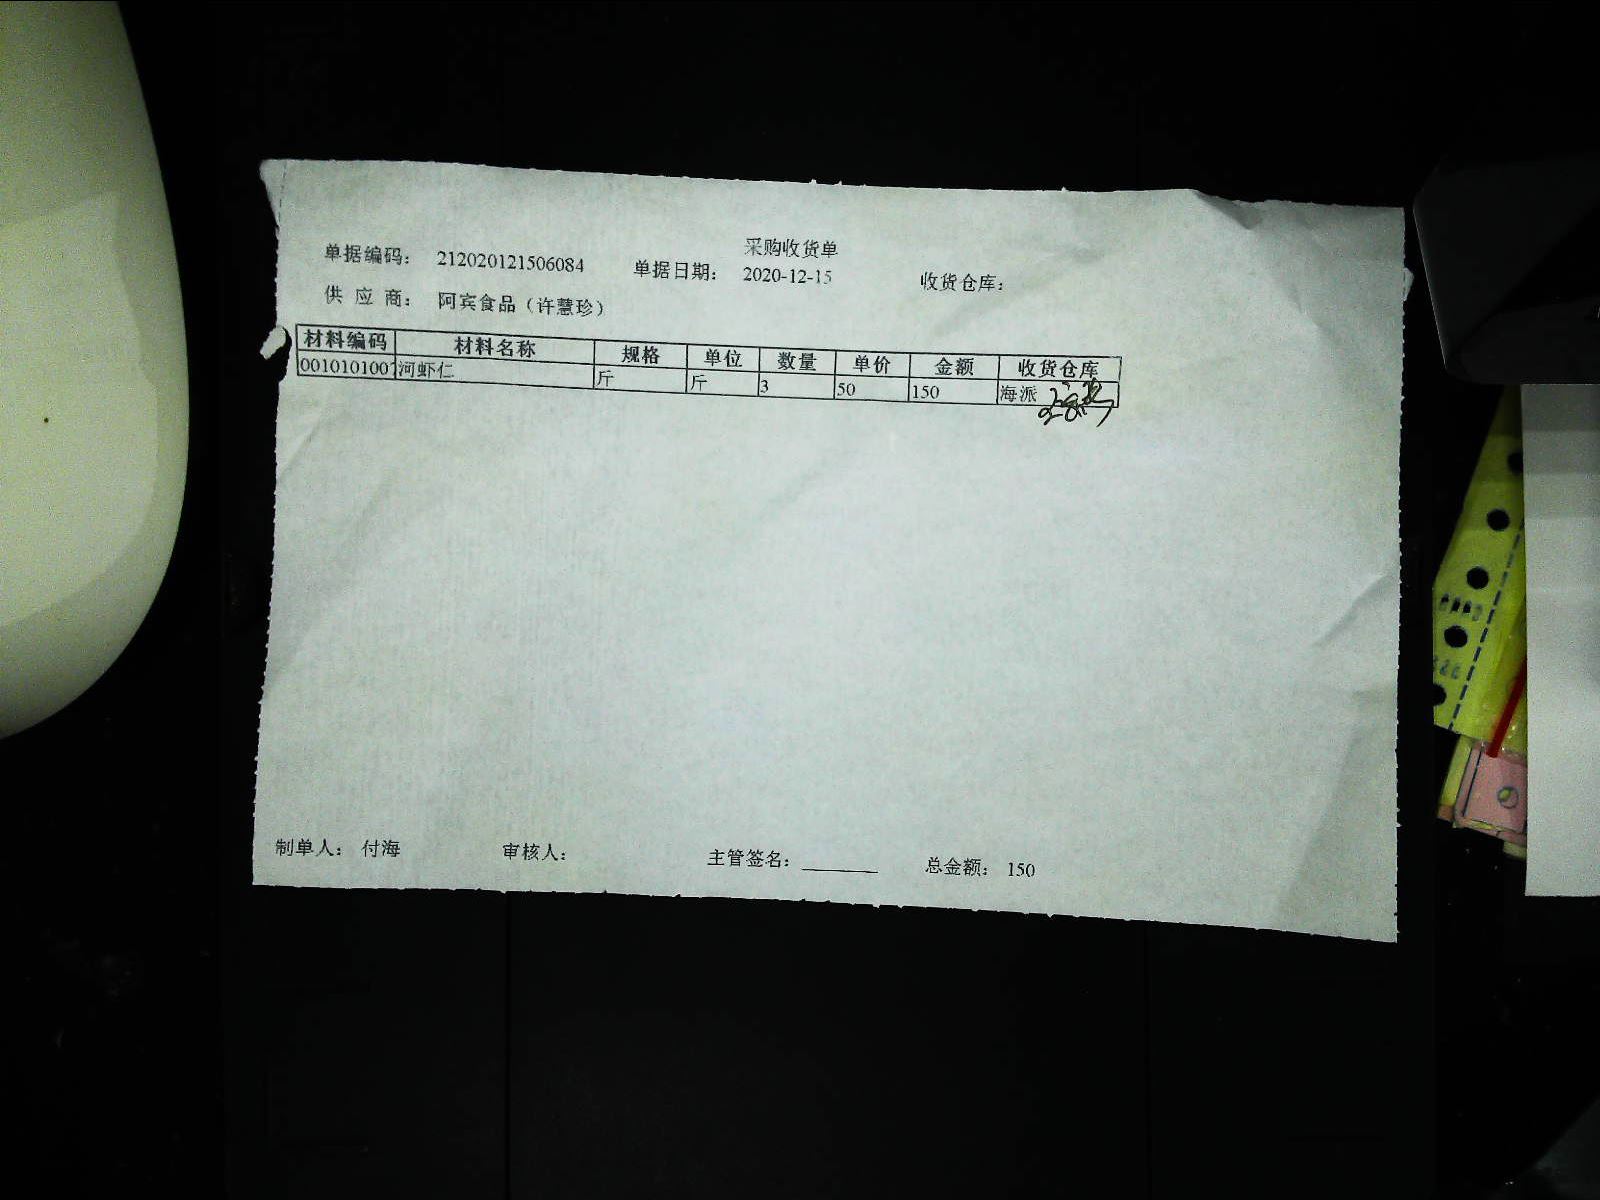 采购收货单
单据编码: 212020121506084 单据日期: 2020-12-15 收货仓库:
供 应 商: 阿宾食品（许慧珍）
材料编码 材料名称 规格 单位 数量 单价 金额 收货仓库
0010101007 河虾仁 斤 斤 3 50 150 海派
制单人: 付海 审核人: 主管签名: ______ 总金额: 150